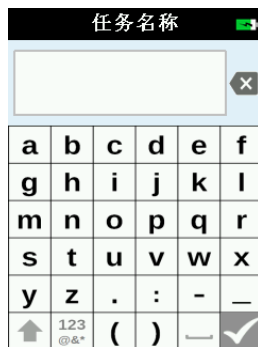 任务名称
a b c d e f
g h i j k l
m n o p q r
s t u v w x
y z . : - _
123 ( )
@&*